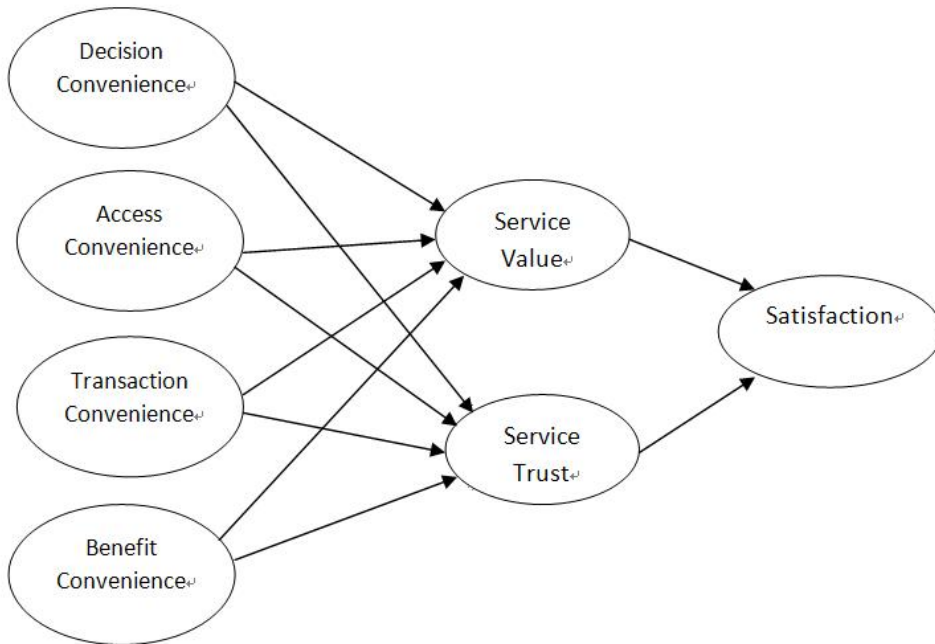 Decision
Convenience
Access
Convenience
Transaction
Convenience
Benefit
Convenience
Service
Value
Service
Trust
Satisfaction